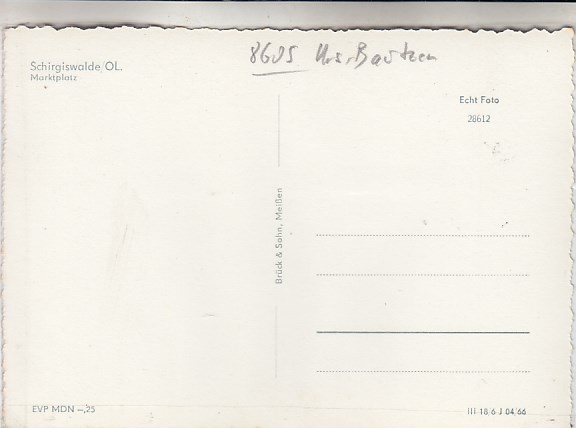 8605 Krs. Bautzen
Schirgiswalde/OL.
Marktplatz
Echt Foto
28612
Brück & Sohn, Meißen
EVP MDN –,25
III 18 6 J 04 66